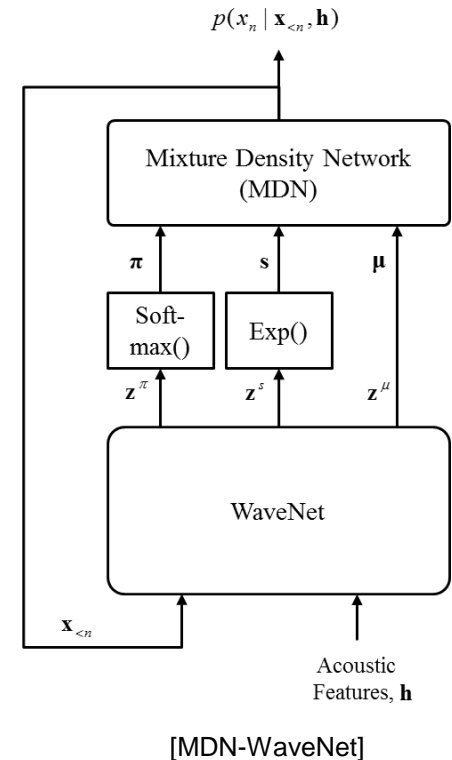 p(xₙ | x<ₙ, h)
Mixture Density Network
(MDN)
π s μ
Soft-
max()
Exp()
z^π z^s z^μ
WaveNet
x<ₙ
Acoustic
Features, h
[MDN-WaveNet]